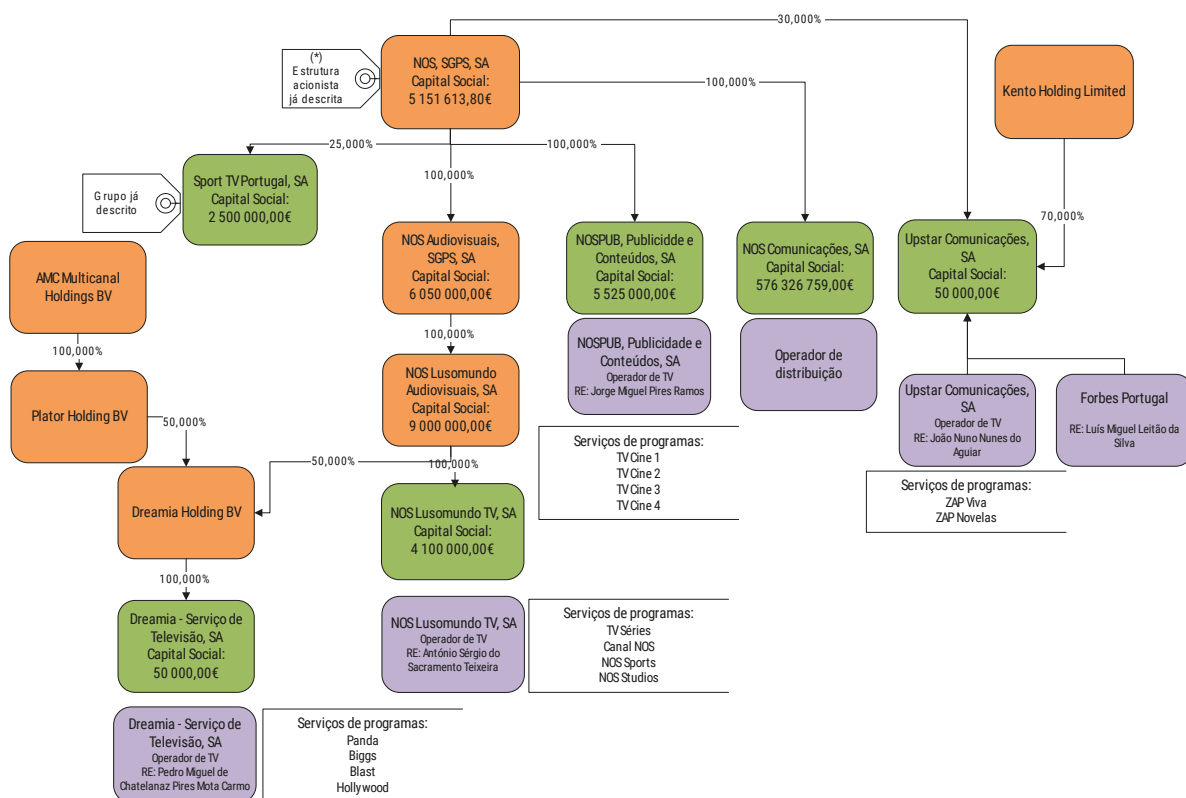 30,000%
(*)
Estrutura
acionista
já descrita
NOS, SGPS, SA
Capital Social:
5 151 613,80€
100,000%
Kento Holding Limited
25,000%
100,000%
100,000%
70,000%
Grupo já
descrito
Sport TV Portugal, SA
Capital Social:
2 500 000,00€
AMC Multicanal
Holdings BV
NOS Audiovisuais,
SGPS, SA
Capital Social:
6 050 000,00€
NOSPUB, Publicidde e
Conteúdos, SA
Capital Social:
5 525 000,00€
NOS Comunicações, SA
Capital Social:
576 326 759,00€
Upstar Comunicações,
SA
Capital Social:
50 000,00€
100,000%
100,000%
Plator Holding BV
50,000%
NOS Lusomundo
Audiovisuais, SA
Capital Social:
9 000 000,00€
NOSPUB, Publicidade e
Conteúdos, SA
Operador de TV
RE: Jorge Miguel Pires Ramos
Operador de
distribuição
Upstar Comunicações,
SA
Operador de TV
RE: João Nuno Nunes do
Aguiar
Forbes Portugal
RE: Luís Miguel Leitão da
Silva
50,000%
100,000%
Serviços de programas:
TV Cine 1
TV Cine 2
TV Cine 3
TV Cine 4
Serviços de programas:
ZAP Viva
ZAP Novelas
Dreamia Holding BV
NOS Lusomundo TV, SA
Capital Social:
4 100 000,00€
100,000%
Dreamia - Serviço de
Televisão, SA
Capital Social:
50 000,00€
NOS Lusomundo TV, SA
Operador de TV
RE: António Sérgio do
Sacramento Teixeira
Serviços de programas:
TV Séries
Canal NOS
NOS Sports
NOS Studios
Dreamia - Serviço de
Televisão, SA
Operador de TV
RE: Pedro Miguel de
Chatelanaz Pires Mota Carmo
Serviços de programas:
Panda
Biggs
Blast
Hollywood